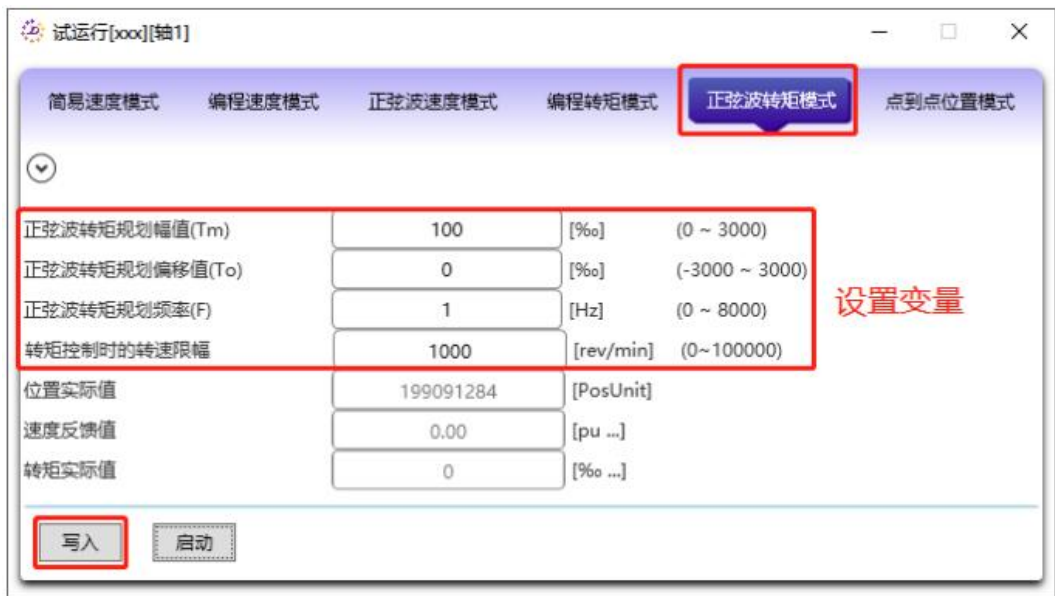 试运行[xxx][轴1]
简易速度模式 编程速度模式 正弦波速度模式 编程转矩模式 正弦波转矩模式 点到点位置模式
正弦波转矩规划幅值(Tm) 100 [‰] (0 ~ 3000)
正弦波转矩规划偏移值(To) 0 [‰] (-3000 ~ 3000)
正弦波转矩规划频率(F) 1 [Hz] (0 ~ 8000)
设置变量
转矩控制时的转速限幅 1000 [rev/min] (0~100000)
位置实际值 199091284 [PosUnit]
速度反馈值 0.00 [pu ...]
转矩实际值 0 [‰ ...]
写入 启动